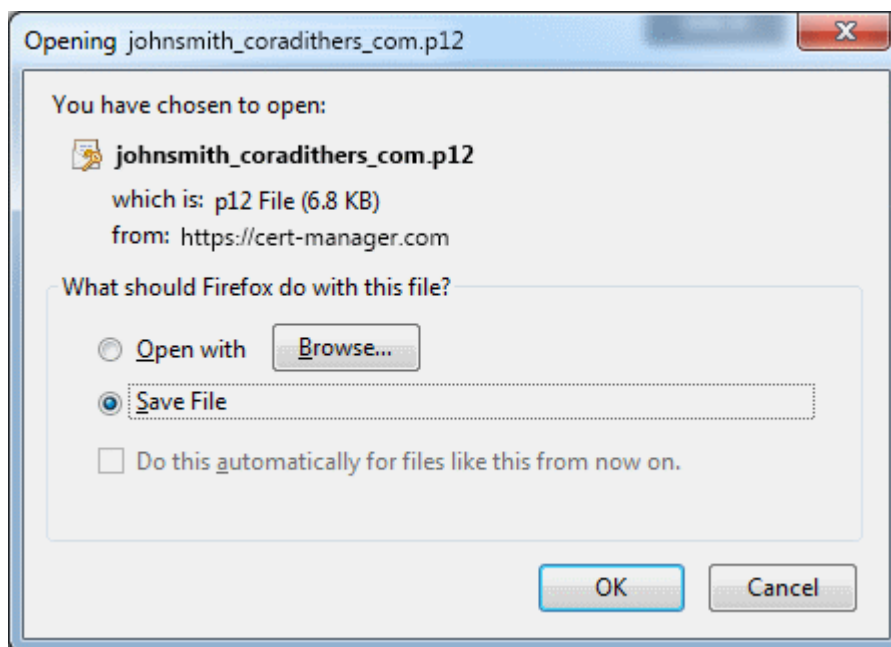 Opening johnsmith_coradithers_com.p12
You have chosen to open:
johnsmith_coradithers_com.p12
which is: p12 File (6.8 KB)
from: https://cert-manager.com
What should Firefox do with this file?
Open with Browse...
Save File
Do this automatically for files like this from now on.
OK Cancel